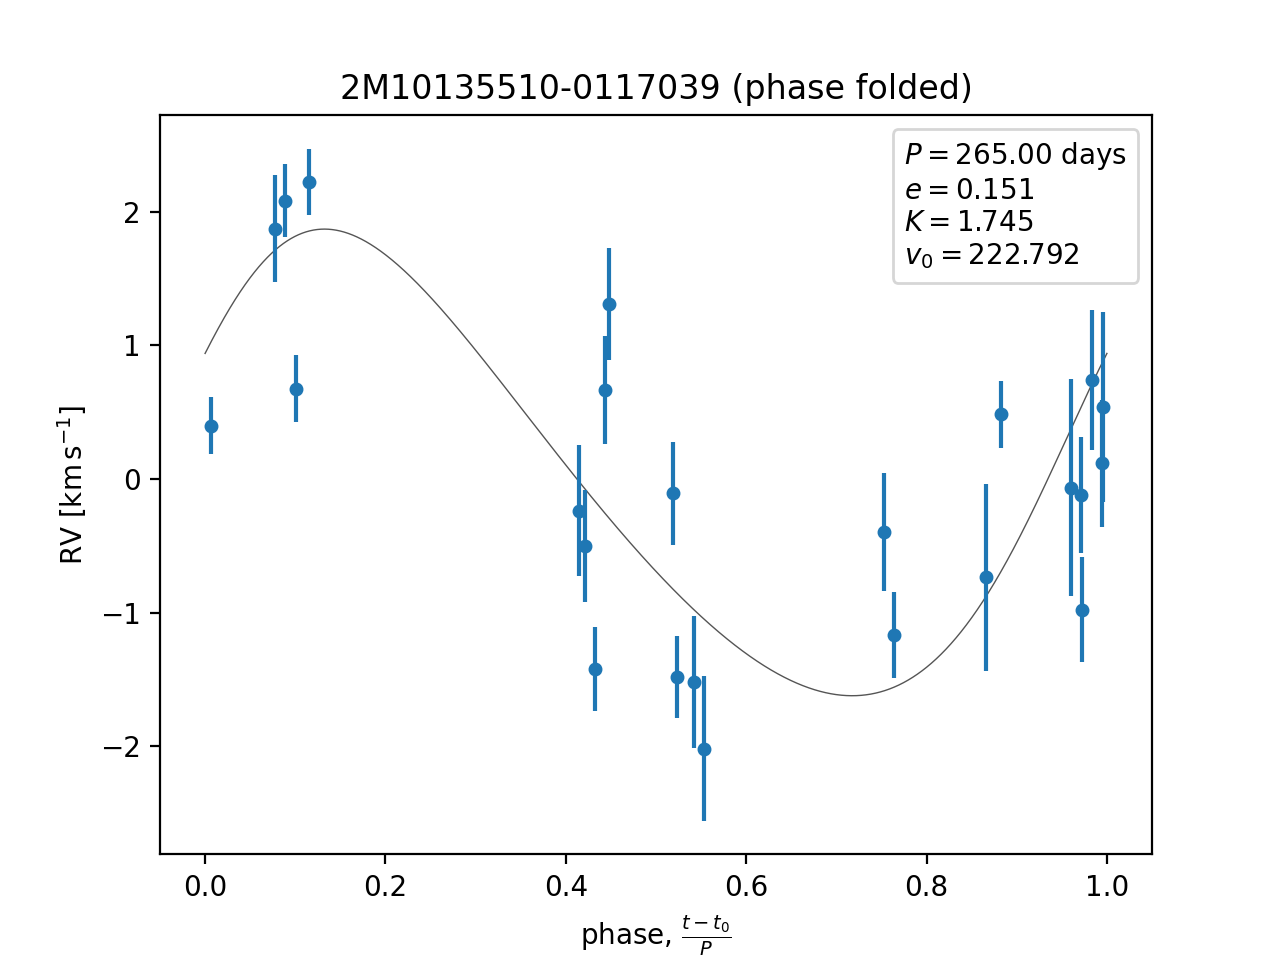 2M10135510-0117039 (phase folded)
P = 265.00 days
e = 0.151
K = 1.745
v₀ = 222.792
RV [km s⁻¹]
2
1
0
−1
−2
0.0 0.2 0.4 0.6 0.8 1.0
phase, (t − t₀)/P